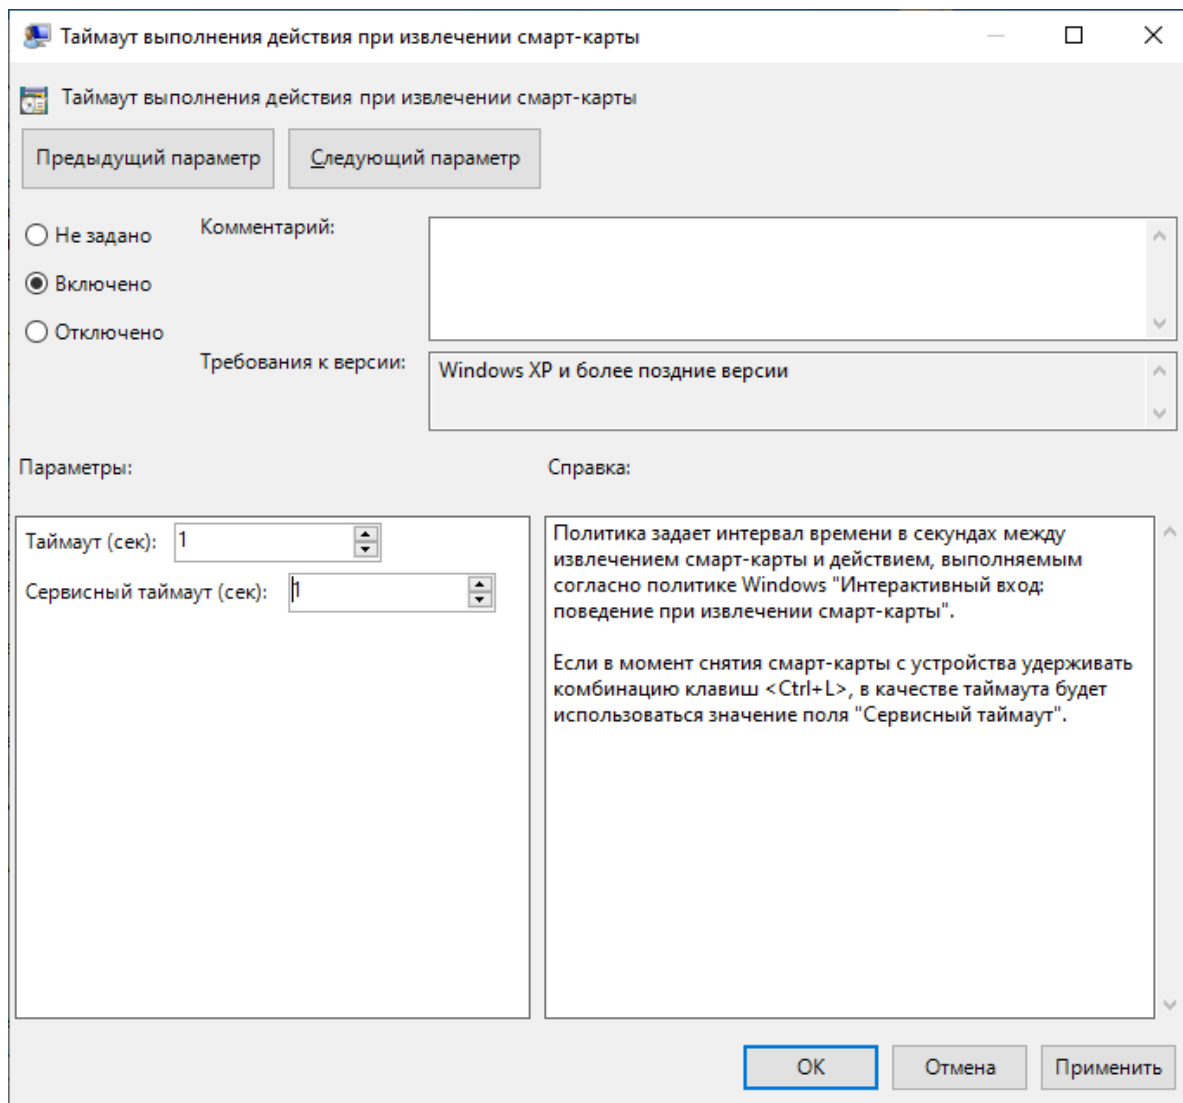 Таймаут выполнения действия при извлечении смарт-карты
Таймаут выполнения действия при извлечении смарт-карты
Предыдущий параметр
Следующий параметр
Не задано
Включено
Отключено
Комментарий:
Требования к версии:
Windows XP и более поздние версии
Параметры:
Справка:
Таймаут (сек): 1
Сервисный таймаут (сек): 1
Политика задает интервал времени в секундах между
извлечением смарт-карты и действием, выполняемым
согласно политике Windows "Интерактивный вход:
поведение при извлечении смарт-карты".
Если в момент снятия смарт-карты с устройства удерживать
комбинацию клавиш <Ctrl+L>, в качестве таймаута будет
использоваться значение поля "Сервисный таймаут".
ОК
Отмена
Применить